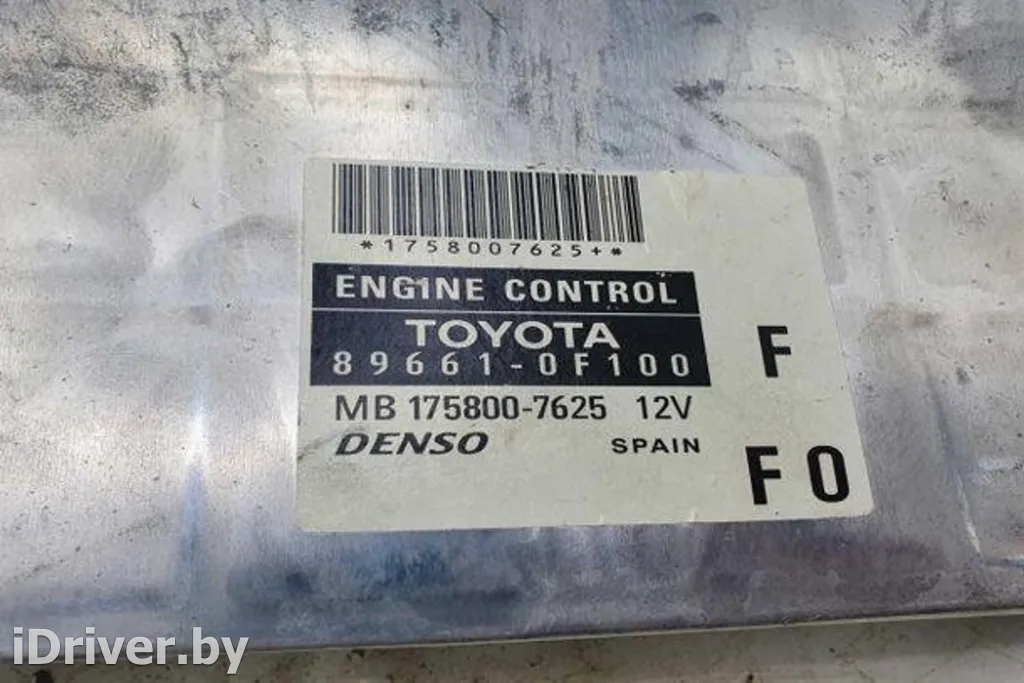 *1758007625+*
ENGINE CONTROL
TOYOTA
89661-0F100
F
MB 175800-7625 12V
DENSO SPAIN
F0
iDriver.by